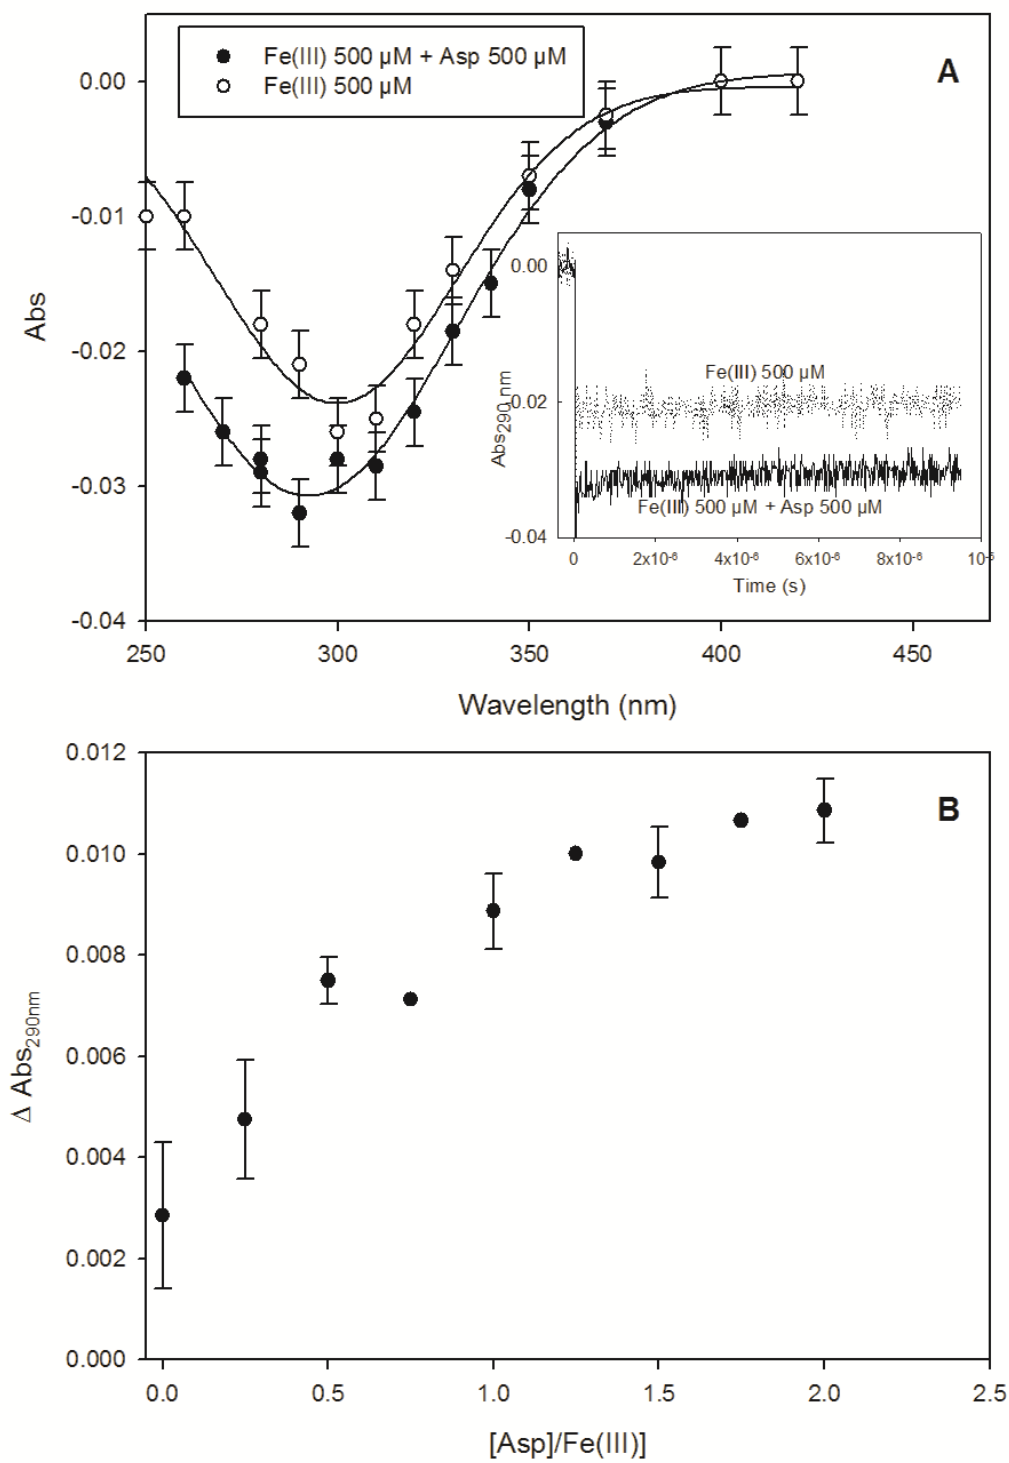 A
Fe(III) 500 µM + Asp 500 µM
Fe(III) 500 µM
0.00
-0.01
-0.02
-0.03
-0.04
Abs
250
300
350
400
450
Wavelength (nm)
0.00
-0.02
-0.04
Abs290 nm
Fe(III) 500 µM
Fe(III) 500 µM + Asp 500 µM
0
2x10-6
4x10-6
6x10-6
8x10-6
10-5
Time (s)
B
0.012
0.010
0.008
0.006
0.004
0.002
0.000
Δ Abs290nm
0.0
0.5
1.0
1.5
2.0
2.5
[Asp]/Fe(III)]